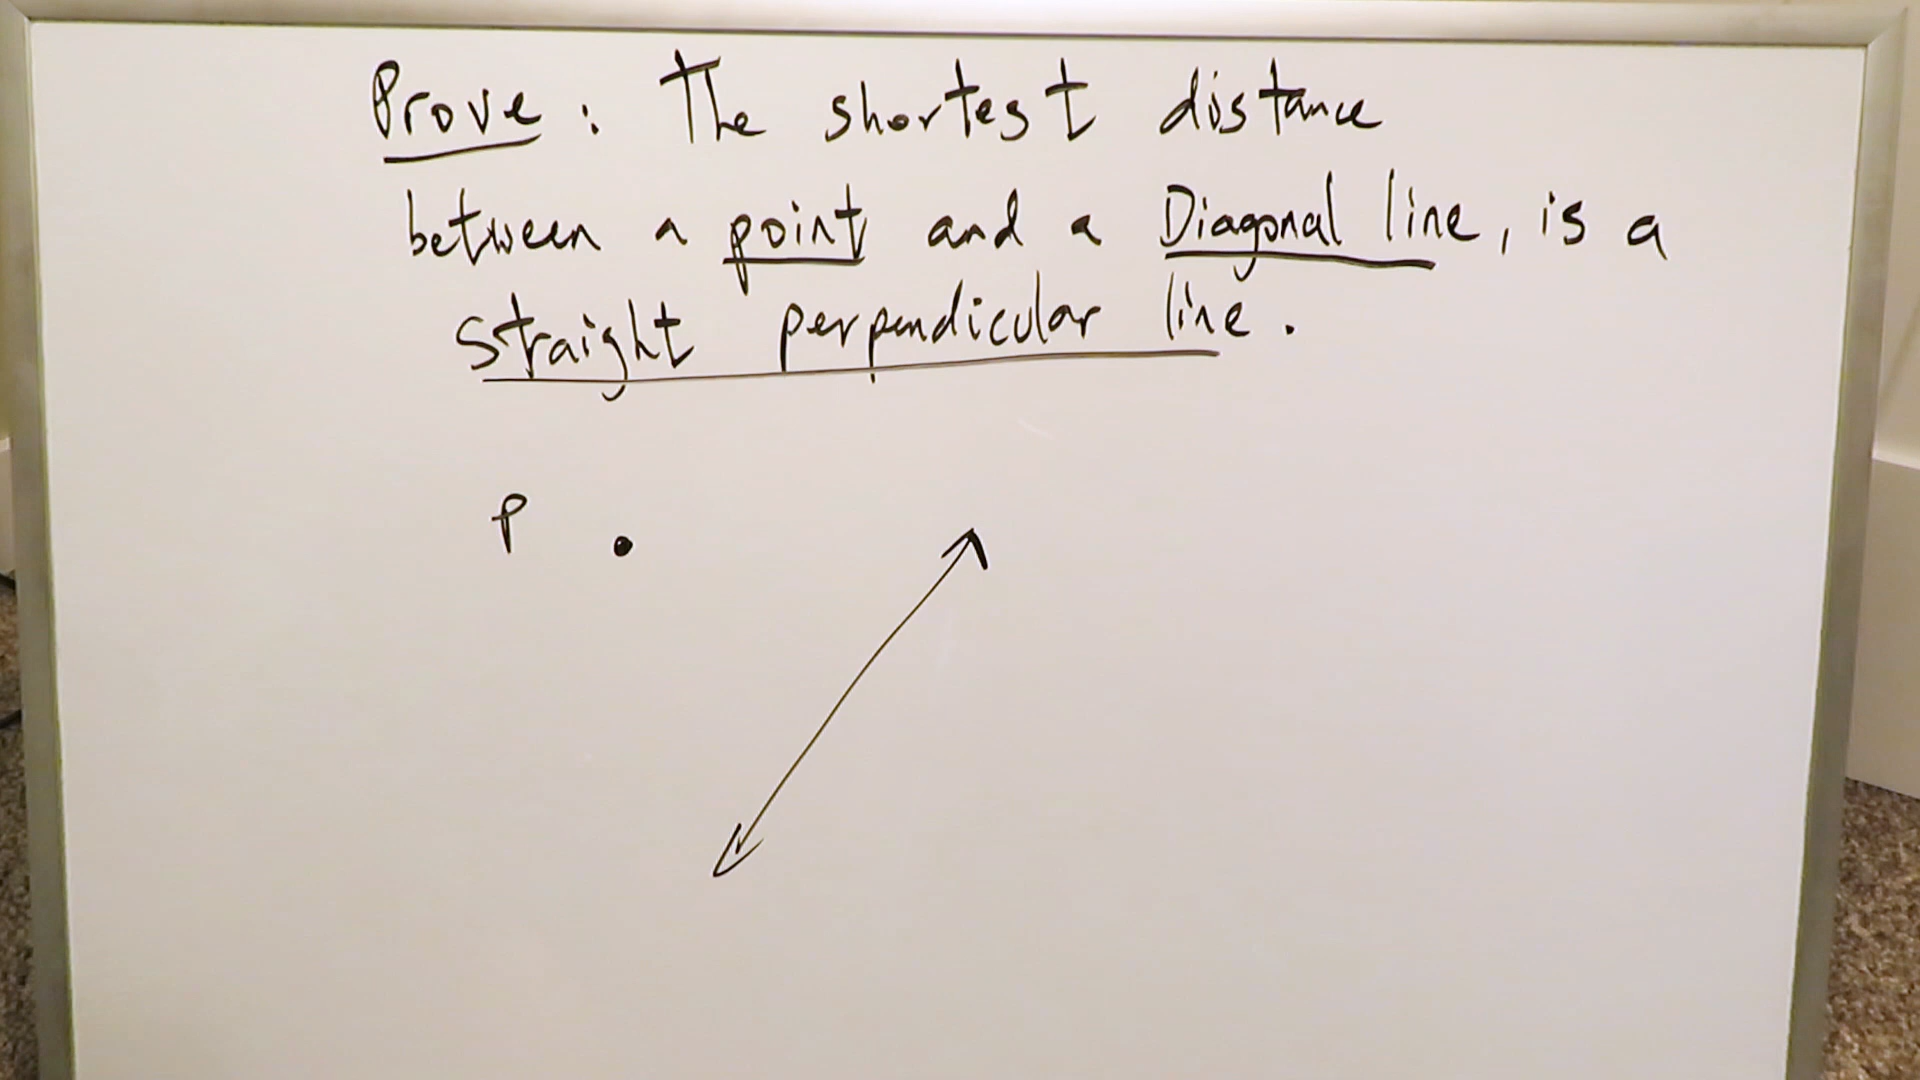 Prove: The shortest distance
between a point and a Diagonal line, is a
straight perpendicular line.
P